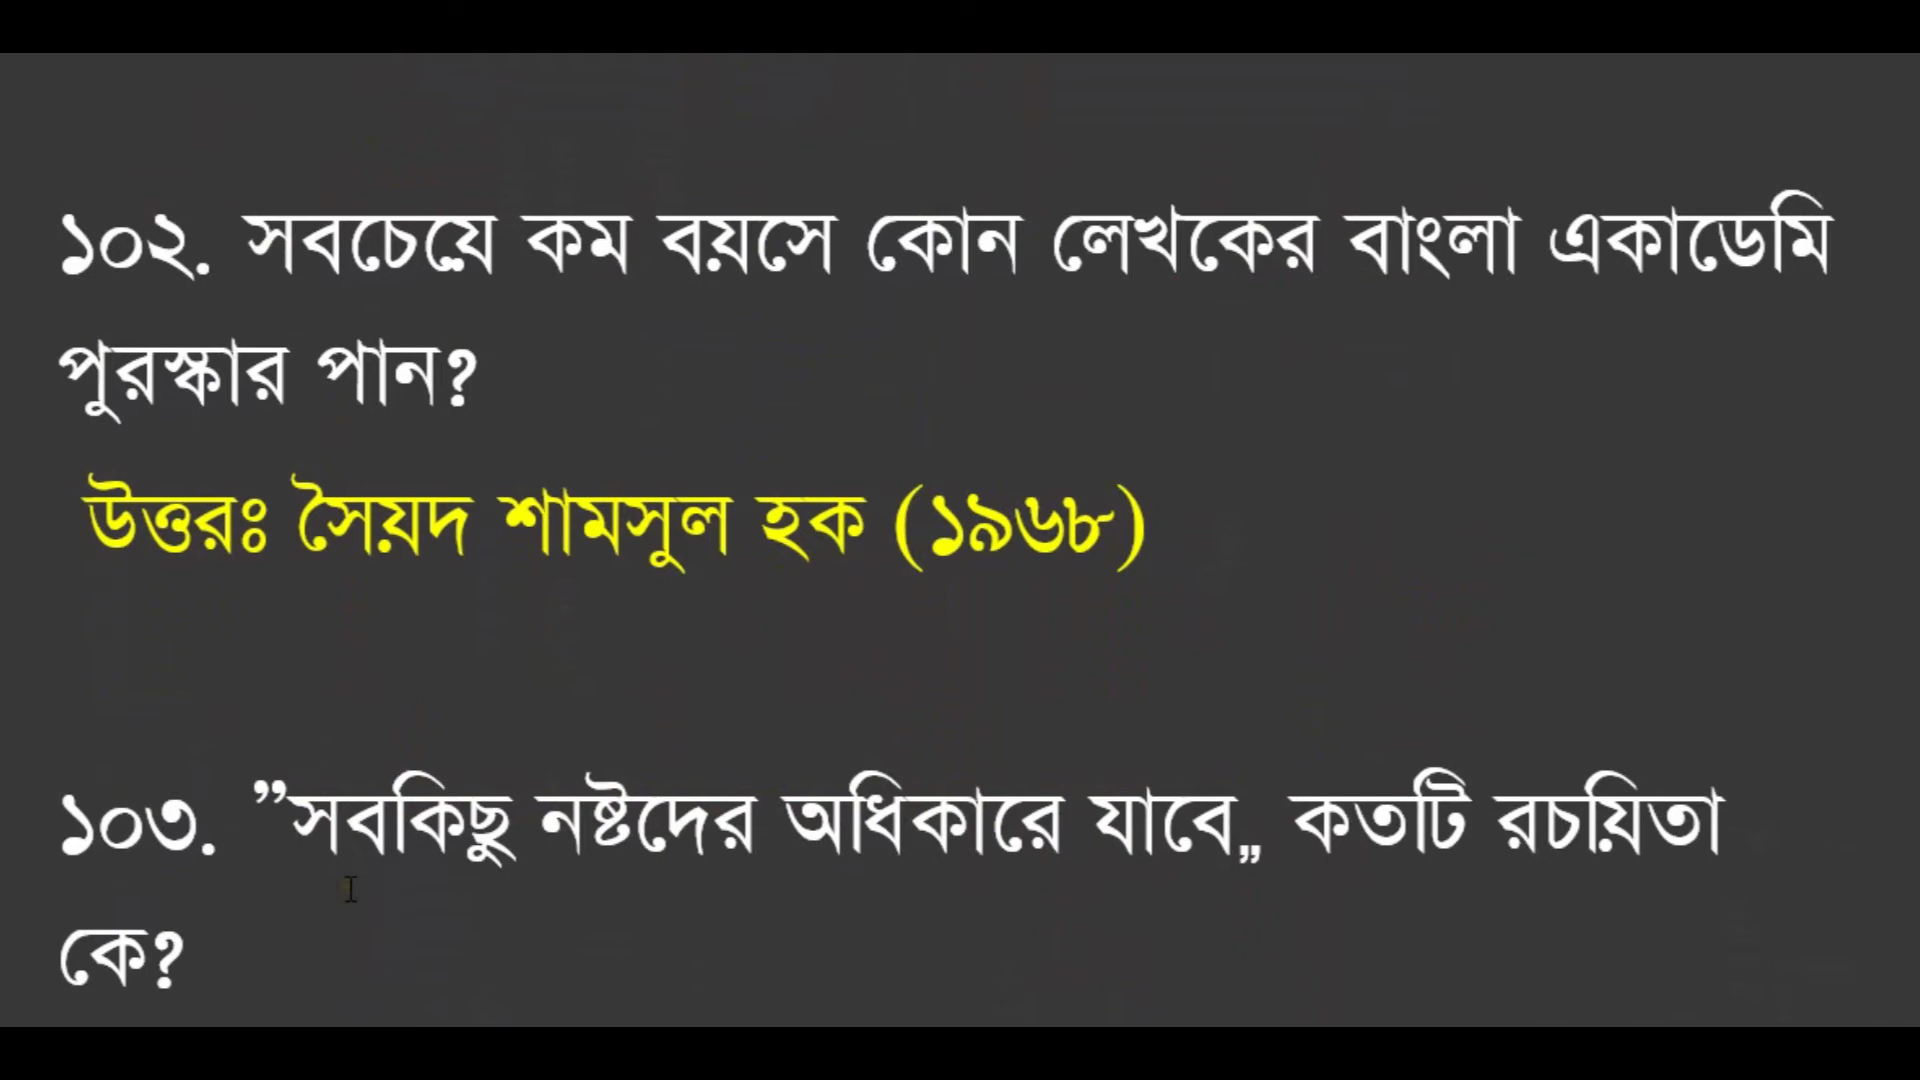 ১০২. সবচেয়ে কম বয়সে কোন লেখকের বাংলা একাডেমি
পুরস্কার পান?
উত্তরঃ সৈয়দ শামসুল হক (১৯৬৮)
১০৩. ”সবকিছু নষ্টদের অধিকারে যাবে„ কতটি রচয়িতা
কে?